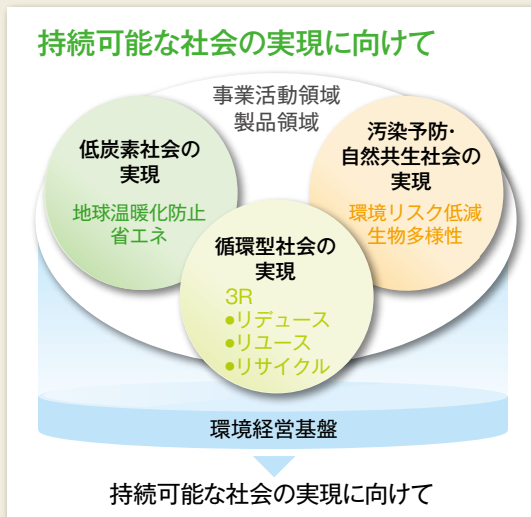 持続可能な社会の実現に向けて
事業活動領域
製品領域
低炭素社会の
実現
地球温暖化防止
省エネ
汚染予防・
自然共生社会の
実現
環境リスク低減
生物多様性
循環型社会の
実現
3R
●リデュース
●リユース
●リサイクル
環境経営基盤
持続可能な社会の実現に向けて